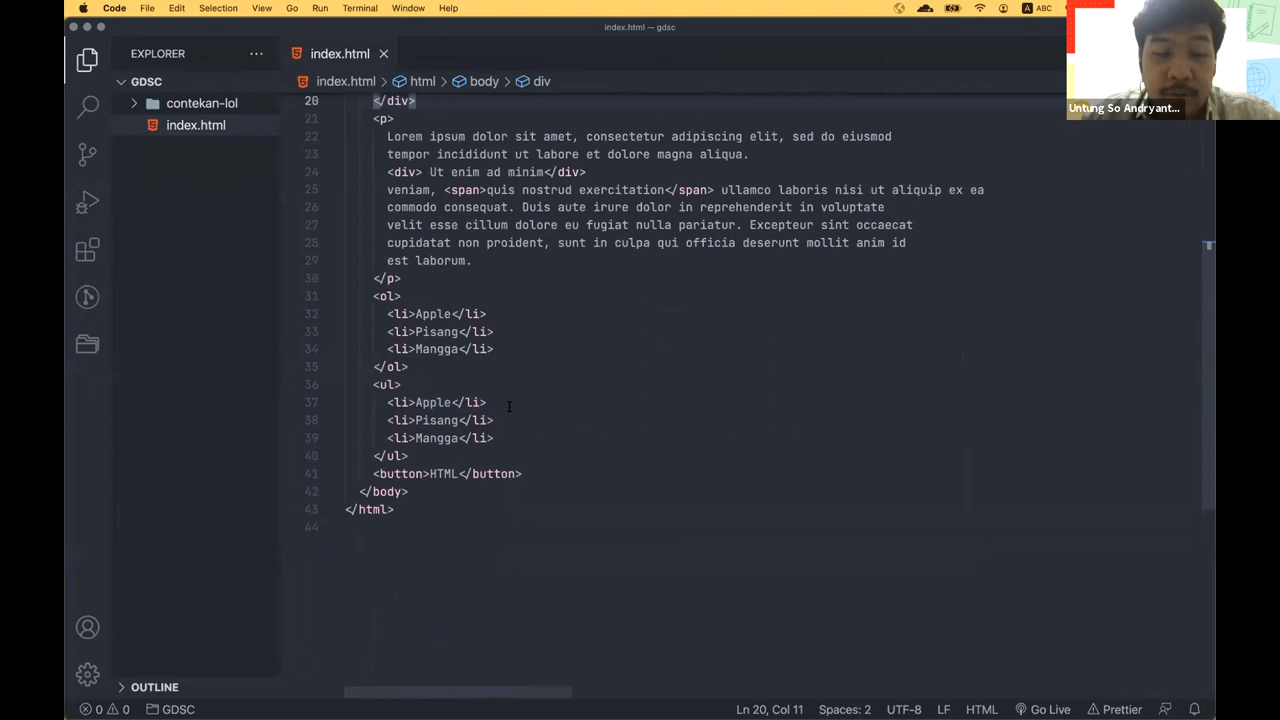 Code File Edit Selection View Go Run Terminal Window Help A ABC
index.html — gdsc
EXPLORER ··· index.html
GDSC index.html > html > body > div
contekan-lol
index.html
20 </div>
21 <p>
22 Lorem ipsum dolor sit amet, consectetur adipiscing elit, sed do eiusmod
23 tempor incididunt ut labore et dolore magna aliqua.
24 <div> Ut enim ad minim</div>
25 veniam, <span>quis nostrud exercitation</span> ullamco laboris nisi ut aliquip ex ea
26 commodo consequat. Duis aute irure dolor in reprehenderit in voluptate
27 velit esse cillum dolore eu fugiat nulla pariatur. Excepteur sint occaecat
28 cupidatat non proident, sunt in culpa qui officia deserunt mollit anim id
29 est laborum.
30 </p>
31 <ol>
32 <li>Apple</li>
33 <li>Pisang</li>
34 <li>Mangga</li>
35 </ol>
36 <ul>
37 <li>Apple</li>
38 <li>Pisang</li>
39 <li>Mangga</li>
40 </ul>
41 <button>HTML</button>
42 </body>
43 </html>
44
OUTLINE
0 0 GDSC Ln 20, Col 11 Spaces: 2 UTF-8 LF HTML Go Live Prettier
Untung So Andryant...